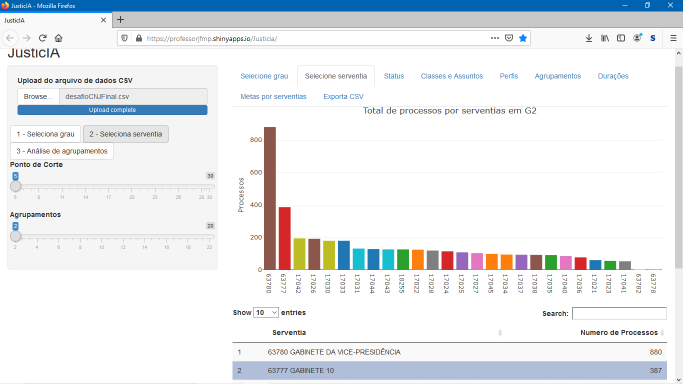 JusticIA - Mozilla Firefox
JusticIA
https://professorjfmp.shinyapps.io/Justicia/
JusticIA
Upload do arquivo de dados CSV
Browse... desafioCNJFinal.csv
Upload complete
1 - Seleciona grau 2 - Seleciona serventia
3 - Análise de agrupamentos
Ponto de Corte
5 30
5 8 11 14 17 20 23 26 29 30
Agrupamentos
2 20
2 4 6 8 10 12 14 16 18 20
Selecione grau Selecione serventia Status Classes e Assuntos Perfis Agrupamentos Durações
Metas por serventias Exporta CSV
Total de processos por serventias em G2
Processos
800
600
400
200
0
63780 63777 17042 17026 17030 17033 17031 17044 17043 18255 17022 17028 17024 17025 17027 17045 17034 17037 17038 17035 17040 17036 17021 17023 17041 63782 63778
Show 10 entries
Search:
Serventia Numero de Processos
1 63780 GABINETE DA VICE-PRESIDÊNCIA 880
2 63777 GABINETE 10 387